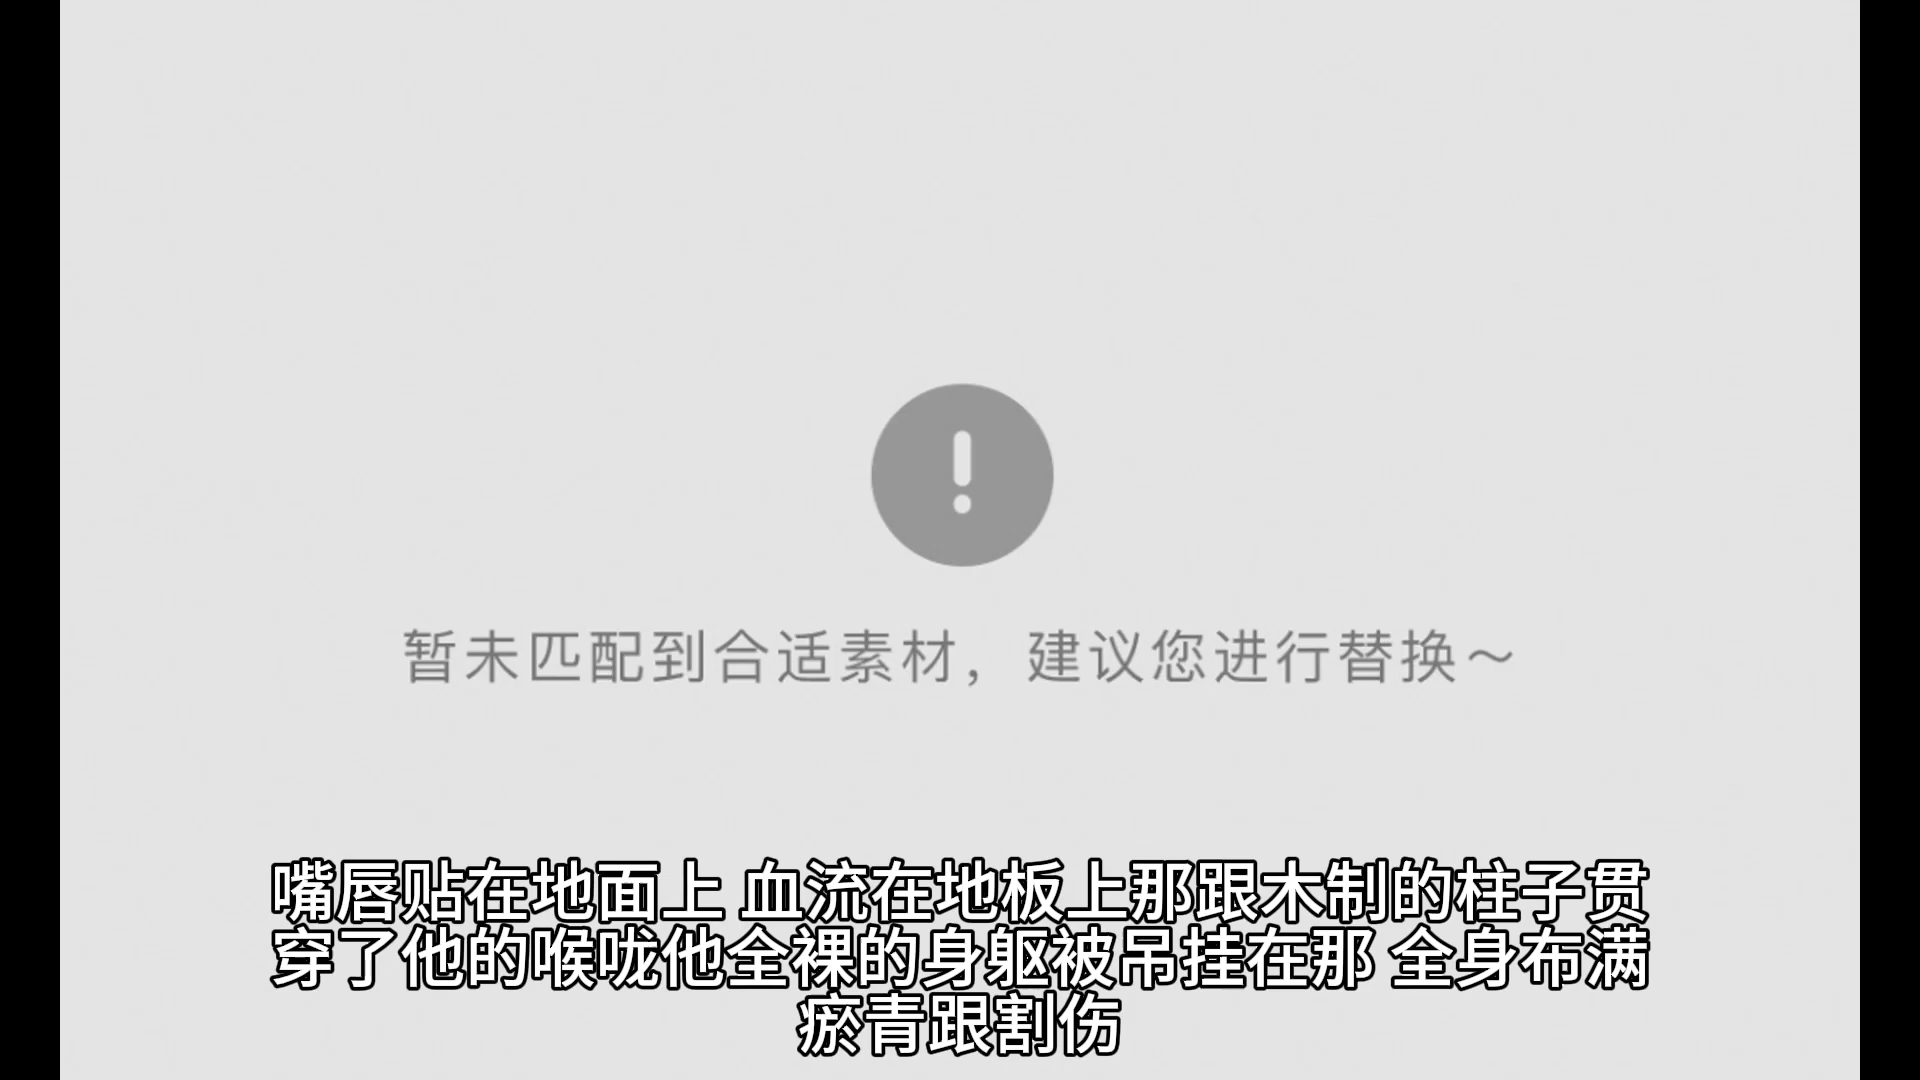 暂未匹配到合适素材，建议您进行替换～
嘴唇贴在地面上 血流在地板上那跟木制的柱子贯
穿了他的喉咙他全裸的身躯被吊挂在那 全身布满
瘀青跟割伤